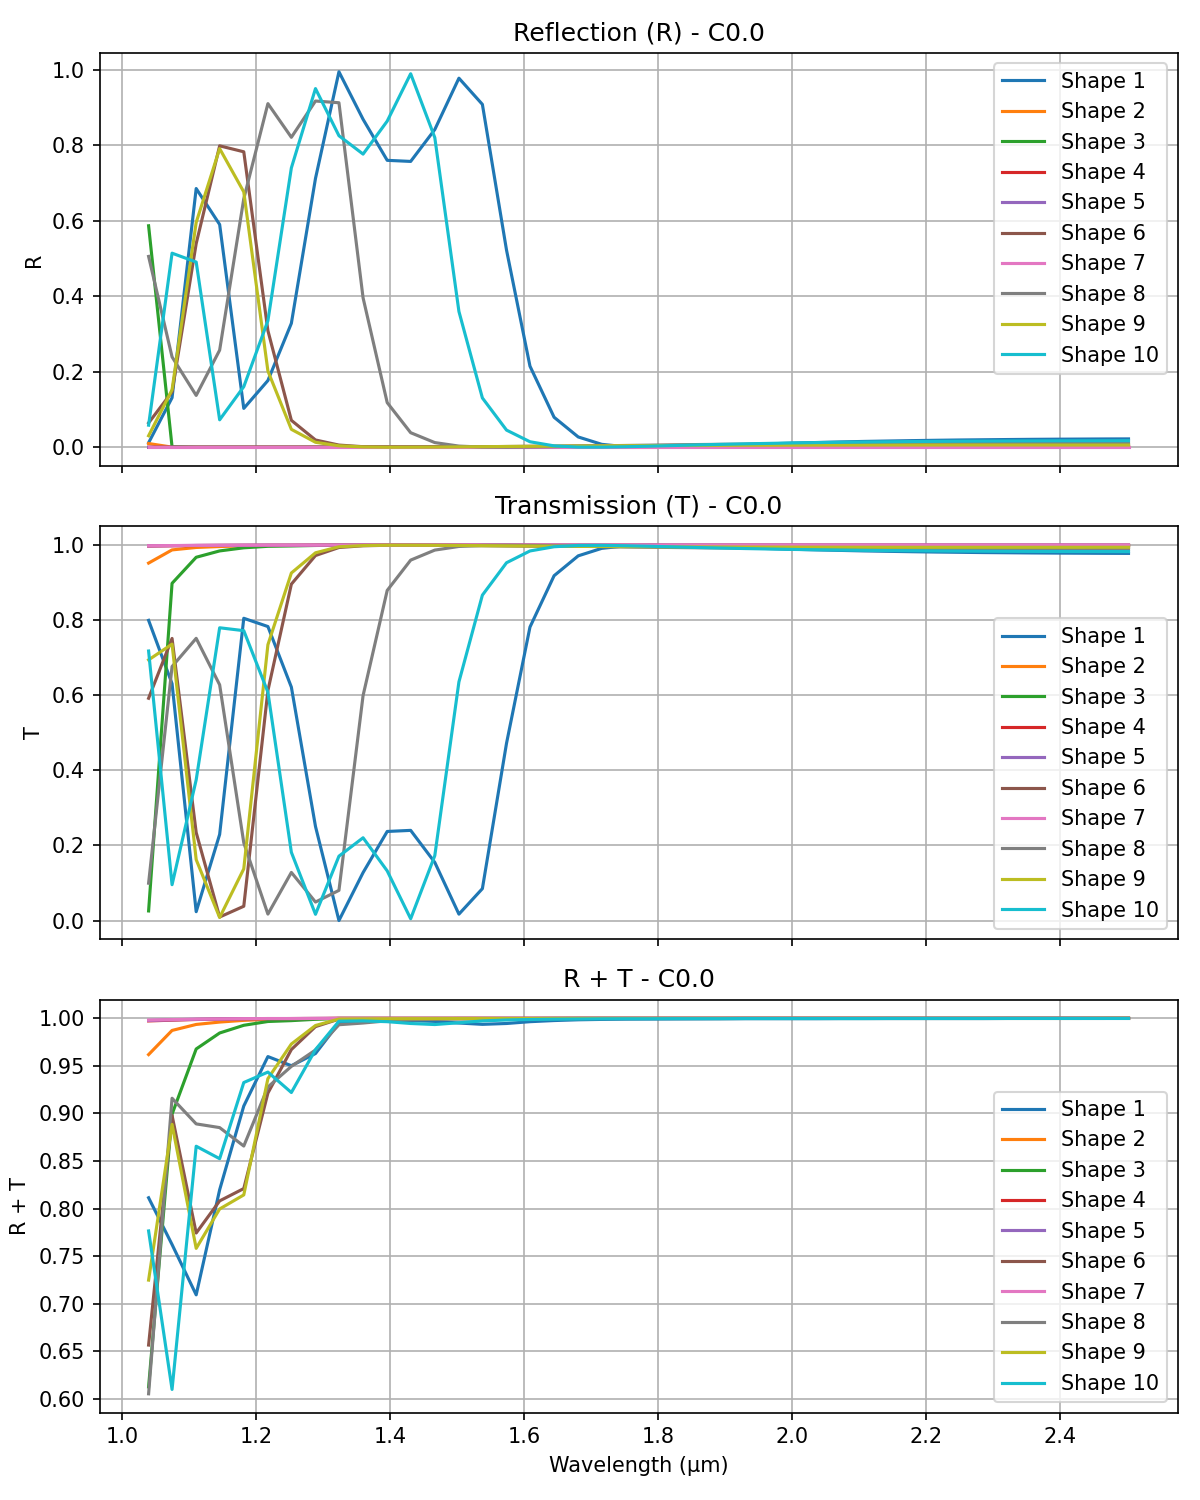 Reflection (R) - C0.0
1.0
0.8
0.6
0.4
0.2
0.0
R
Shape 1
Shape 2
Shape 3
Shape 4
Shape 5
Shape 6
Shape 7
Shape 8
Shape 9
Shape 10
Transmission (T) - C0.0
1.0
0.8
0.6
0.4
0.2
0.0
T
Shape 1
Shape 2
Shape 3
Shape 4
Shape 5
Shape 6
Shape 7
Shape 8
Shape 9
Shape 10
R + T - C0.0
1.00
0.95
0.90
0.85
0.80
0.75
0.70
0.65
0.60
R + T
Shape 1
Shape 2
Shape 3
Shape 4
Shape 5
Shape 6
Shape 7
Shape 8
Shape 9
Shape 10
1.0 1.2 1.4 1.6 1.8 2.0 2.2 2.4
Wavelength (μm)